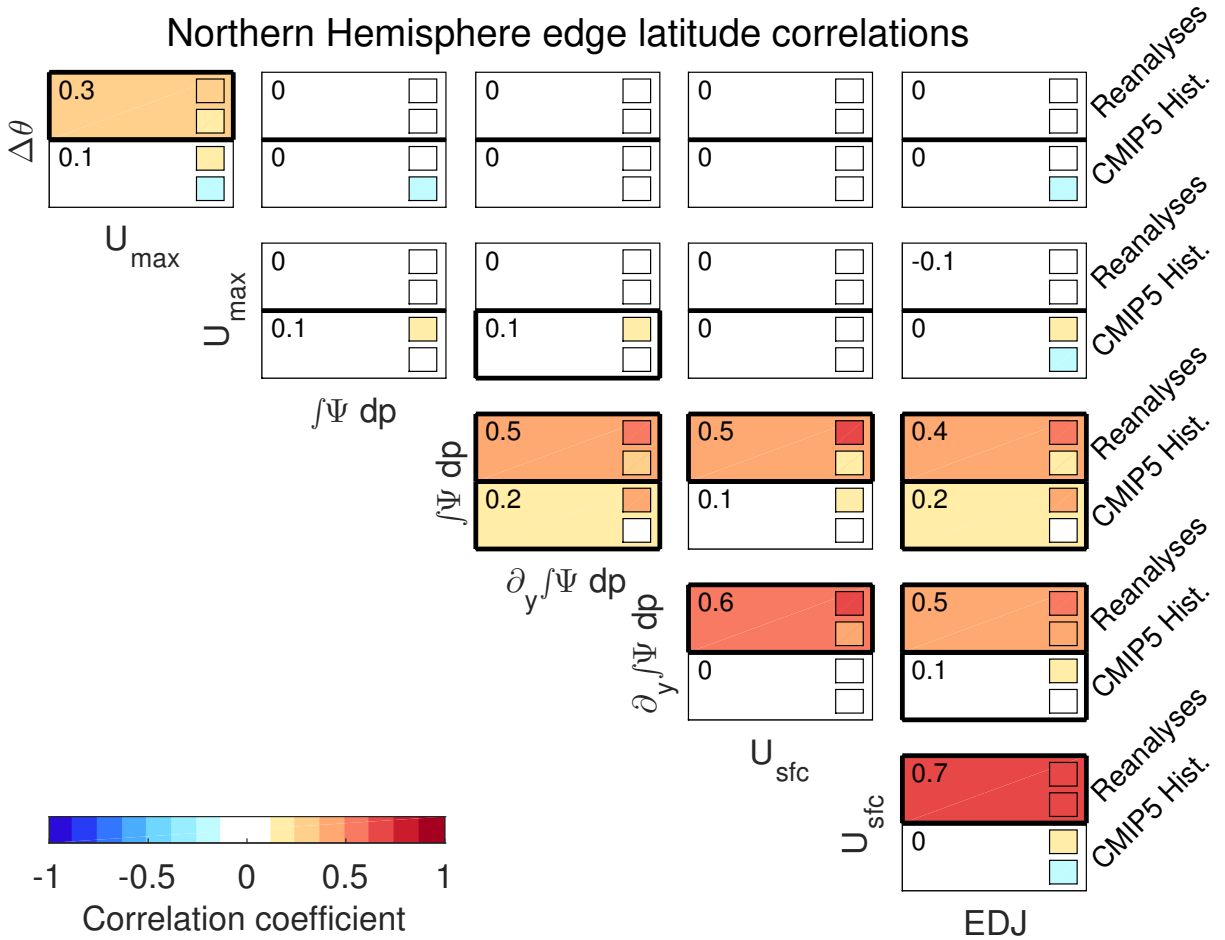 Northern Hemisphere edge latitude correlations
Δθ
0.3
0
0
0
0
Reanalyses
0.1
0
0
0
0
CMIP5 Hist.
U_max
U_max
0
0
0
-0.1
Reanalyses
0.1
0.1
0
0
CMIP5 Hist.
∫Ψ dp
∫Ψ dp
0.5
0.5
0.4
Reanalyses
0.2
0.1
0.2
CMIP5 Hist.
∂_y∫Ψ dp
∂_y∫Ψ dp
0.6
0.5
Reanalyses
0
0.1
CMIP5 Hist.
U_sfc
U_sfc
0.7
Reanalyses
0
CMIP5 Hist.
EDJ
-1 -0.5 0 0.5 1
Correlation coefficient